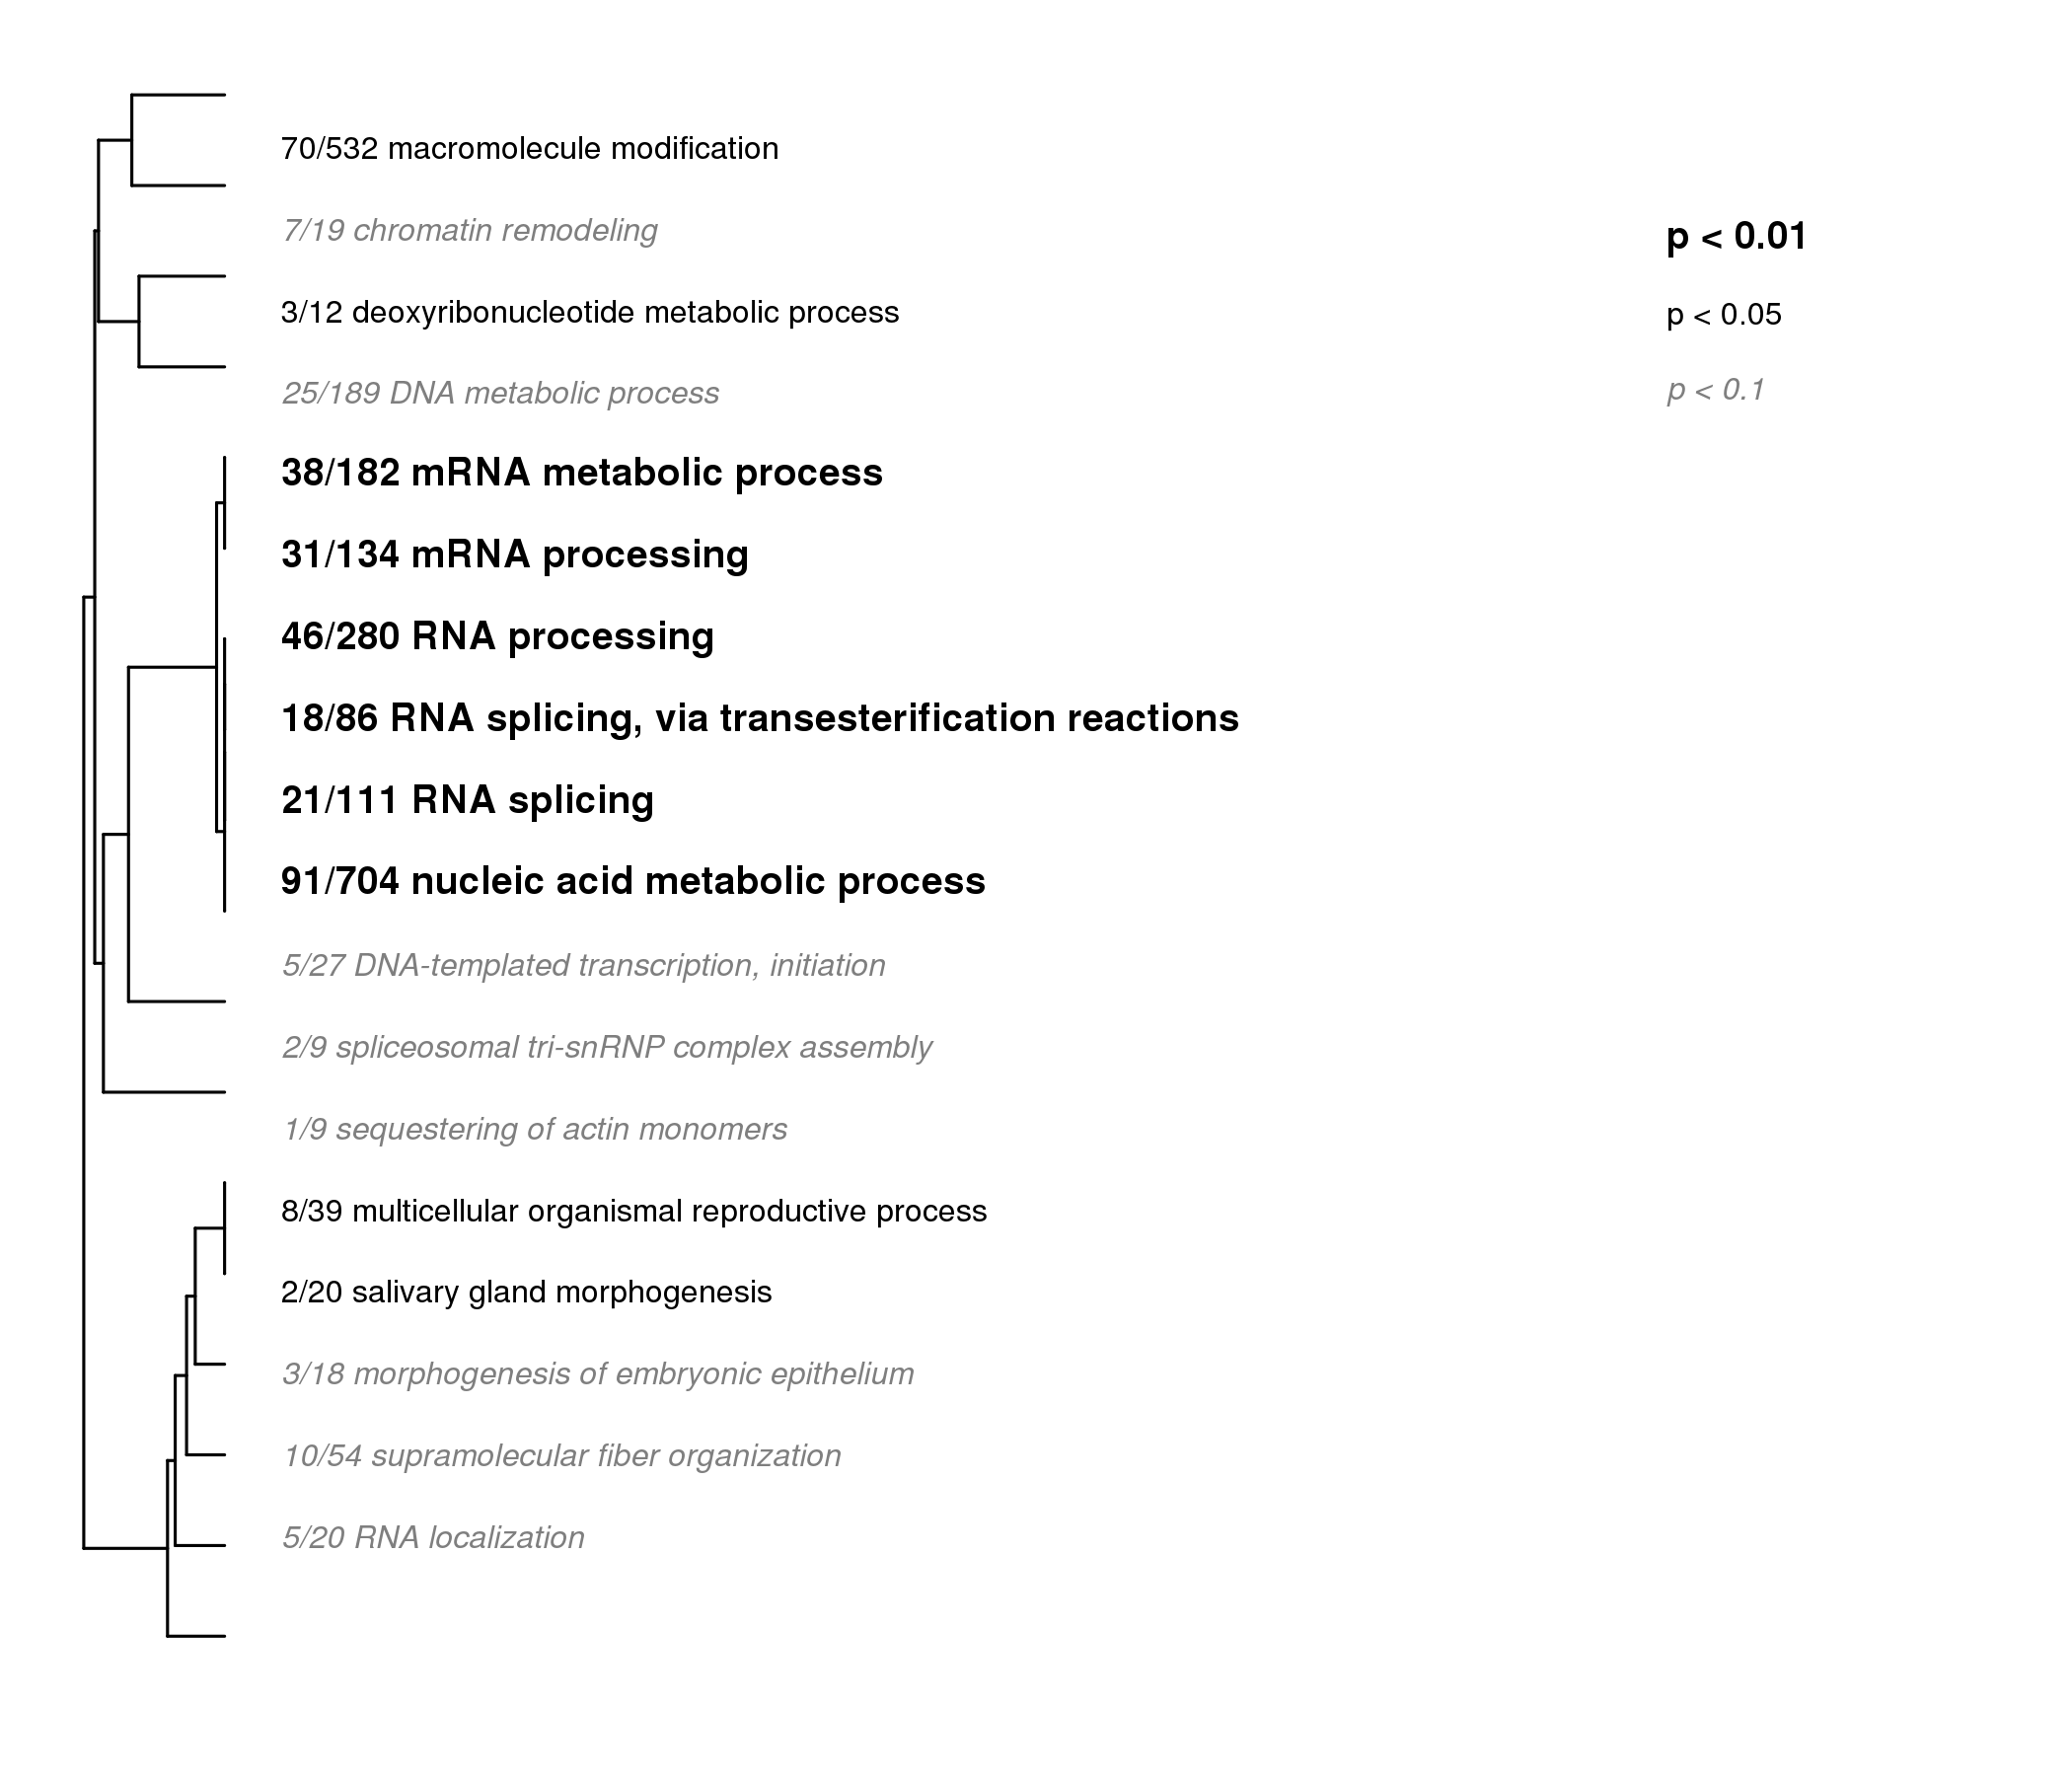 70/532 macromolecule modification
7/19 chromatin remodeling
3/12 deoxyribonucleotide metabolic process
25/189 DNA metabolic process
38/182 mRNA metabolic process
31/134 mRNA processing
46/280 RNA processing
18/86 RNA splicing, via transesterification reactions
21/111 RNA splicing
91/704 nucleic acid metabolic process
5/27 DNA-templated transcription, initiation
2/9 spliceosomal tri-snRNP complex assembly
1/9 sequestering of actin monomers
8/39 multicellular organismal reproductive process
2/20 salivary gland morphogenesis
3/18 morphogenesis of embryonic epithelium
10/54 supramolecular fiber organization
5/20 RNA localization
p < 0.01
p < 0.05
p < 0.1